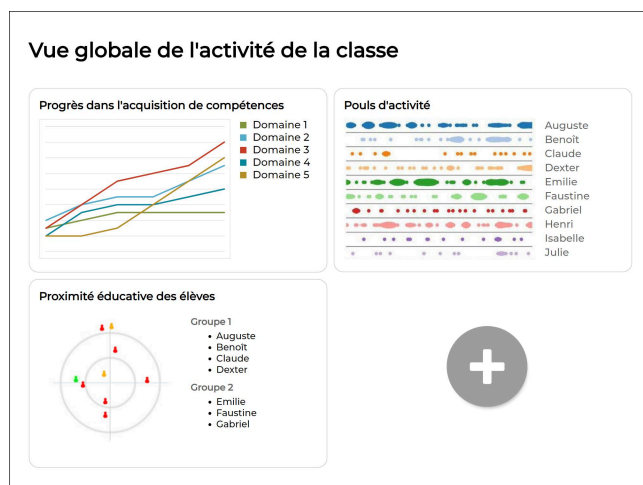 Vue globale de l'activité de la classe
Progrès dans l'acquisition de compétences
Domaine 1
Domaine 2
Domaine 3
Domaine 4
Domaine 5
Pouls d'activité
Auguste
Benoît
Claude
Dexter
Emilie
Faustine
Gabriel
Henri
Isabelle
Julie
Proximité éducative des élèves
Groupe 1
• Auguste
• Benoît
• Claude
• Dexter
Groupe 2
• Emilie
• Faustine
• Gabriel